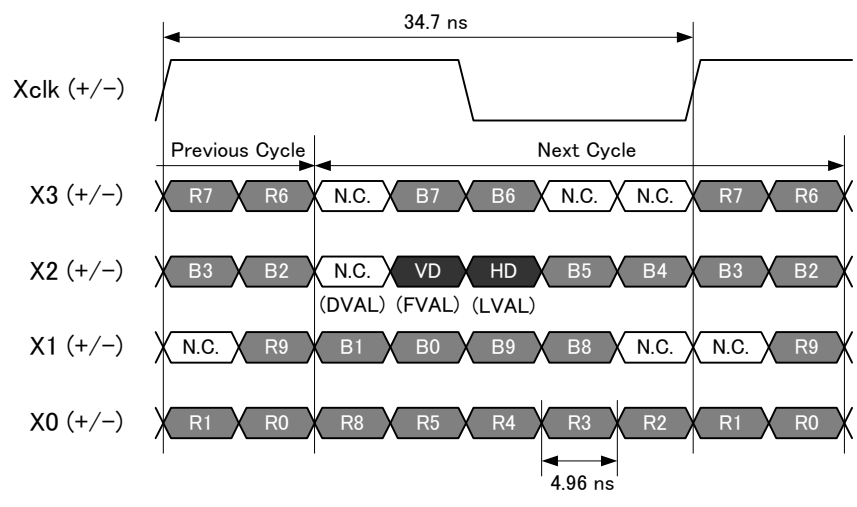 34.7 ns
Xclk (+/−)
Previous Cycle Next Cycle
X3 (+/−) R7 R6 N.C. B7 B6 N.C. N.C. R7 R6
X2 (+/−) B3 B2 N.C. VD HD B5 B4 B3 B2
(DVAL) (FVAL) (LVAL)
X1 (+/−) N.C. R9 B1 B0 B9 B8 N.C. N.C. R9
X0 (+/−) R1 R0 R8 R5 R4 R3 R2 R1 R0
4.96 ns